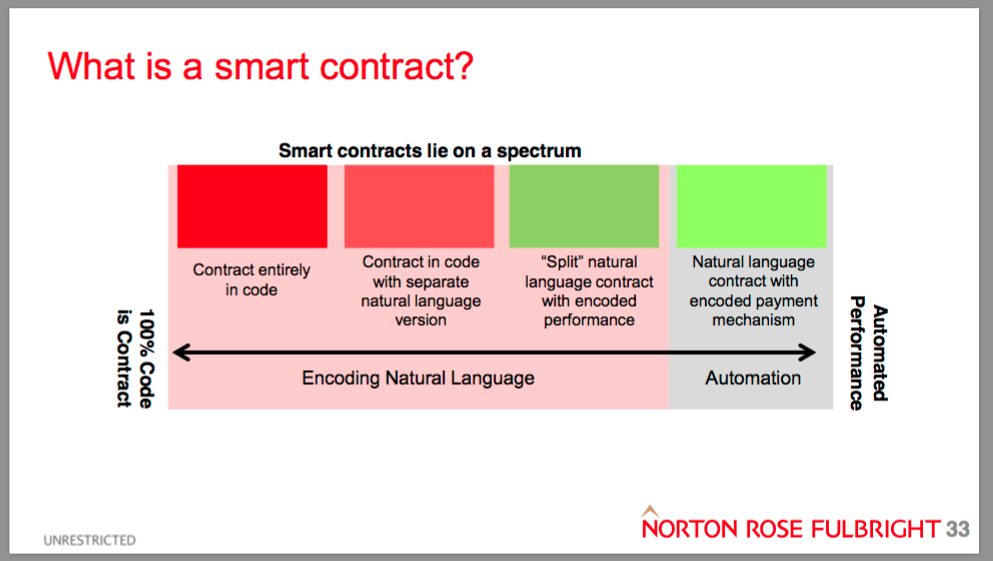 What is a smart contract?
Smart contracts lie on a spectrum
Contract entirely
in code
Contract in code
with separate
natural language
version
“Split” natural
language contract
with encoded
performance
Natural language
contract with
encoded payment
mechanism
100% Code
is Contract
Automated
Performance
Encoding Natural Language
Automation
UNRESTRICTED
NORTON ROSE FULBRIGHT 33